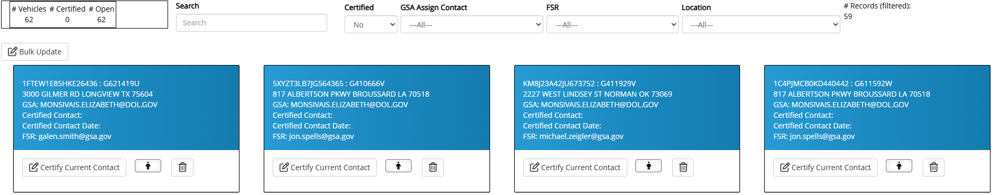 # Vehicles # Certified # Open
62 0 62
Search
Search
Certified
No
GSA Assign Contact
---All---
FSR
---All---
Location
---All---
# Records (filtered):
59
Bulk Update
1FTEW1E85HKE26436 : G621419U
3000 GILMER RD LONGVIEW TX 75604
GSA: MONSIVAIS.ELIZABETH@DOL.GOV
Certified Contact:
Certified Contact Date:
FSR: galen.smith@gsa.gov
Certify Current Contact
5XYZT3LB7JG564365 : G410666V
817 ALBERTSON PKWY BROUSSARD LA 70518
GSA: MONSIVAIS.ELIZABETH@DOL.GOV
Certified Contact:
Certified Contact Date:
FSR: jon.spells@gsa.gov
Certify Current Contact
KM8J23A42JU673752 : G411929V
2227 WEST LINDSEY ST NORMAN OK 73069
GSA: MONSIVAIS.ELIZABETH@DOL.GOV
Certified Contact:
Certified Contact Date:
FSR: michael.zeigler@gsa.gov
Certify Current Contact
1C4PJMCB0KD440442 : G611592W
817 ALBERTSON PKWY BROUSSARD LA 70518
GSA: MONSIVAIS.ELIZABETH@DOL.GOV
Certified Contact:
Certified Contact Date:
FSR: jon.spells@gsa.gov
Certify Current Contact